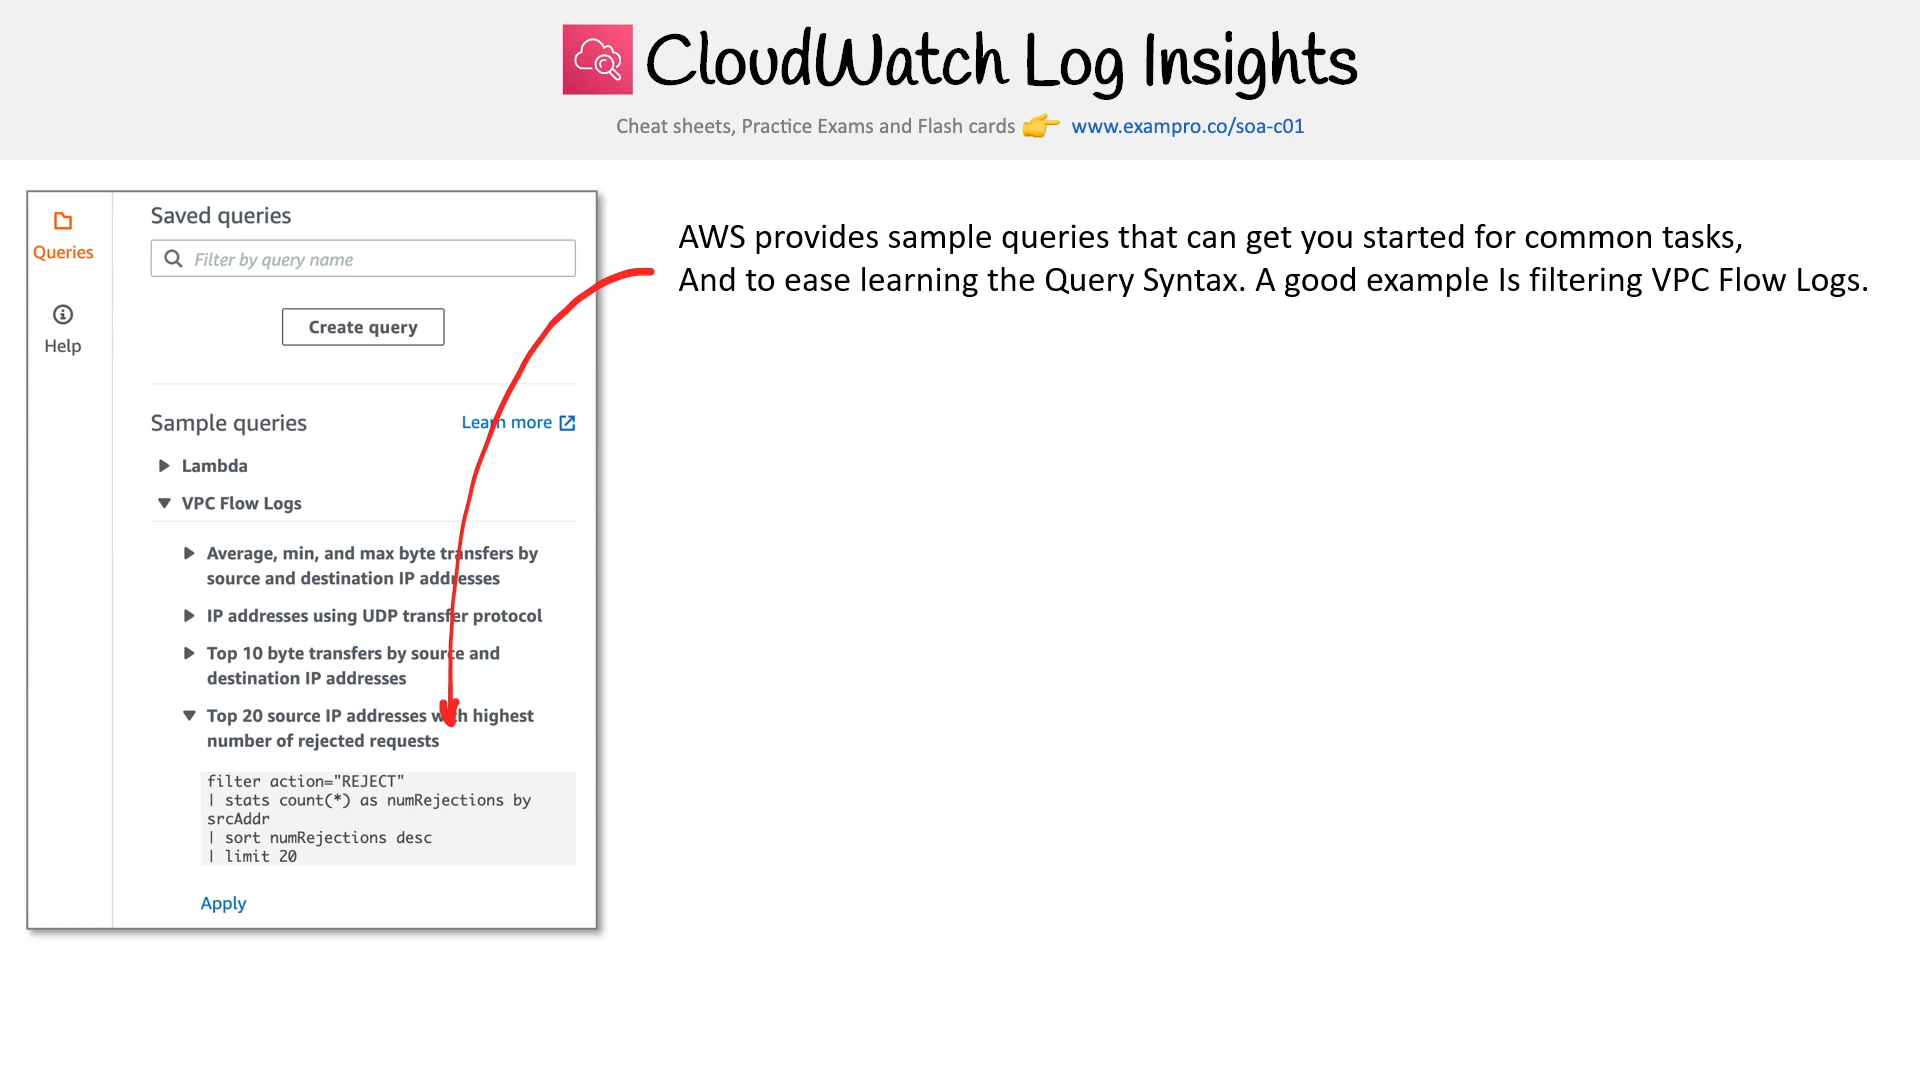 CloudWatch Log Insights
Cheat sheets, Practice Exams and Flash cards 👉 www.exampro.co/soa-c01
Queries
Help
Saved queries
Filter by query name
Create query
Sample queries
Learn more
Lambda
VPC Flow Logs
Average, min, and max byte transfers by
source and destination IP addresses
IP addresses using UDP transfer protocol
Top 10 byte transfers by source and
destination IP addresses
Top 20 source IP addresses with highest
number of rejected requests
filter action="REJECT"
| stats count(*) as numRejections by
srcAddr
| sort numRejections desc
| limit 20
Apply
AWS provides sample queries that can get you started for common tasks,
And to ease learning the Query Syntax. A good example Is filtering VPC Flow Logs.